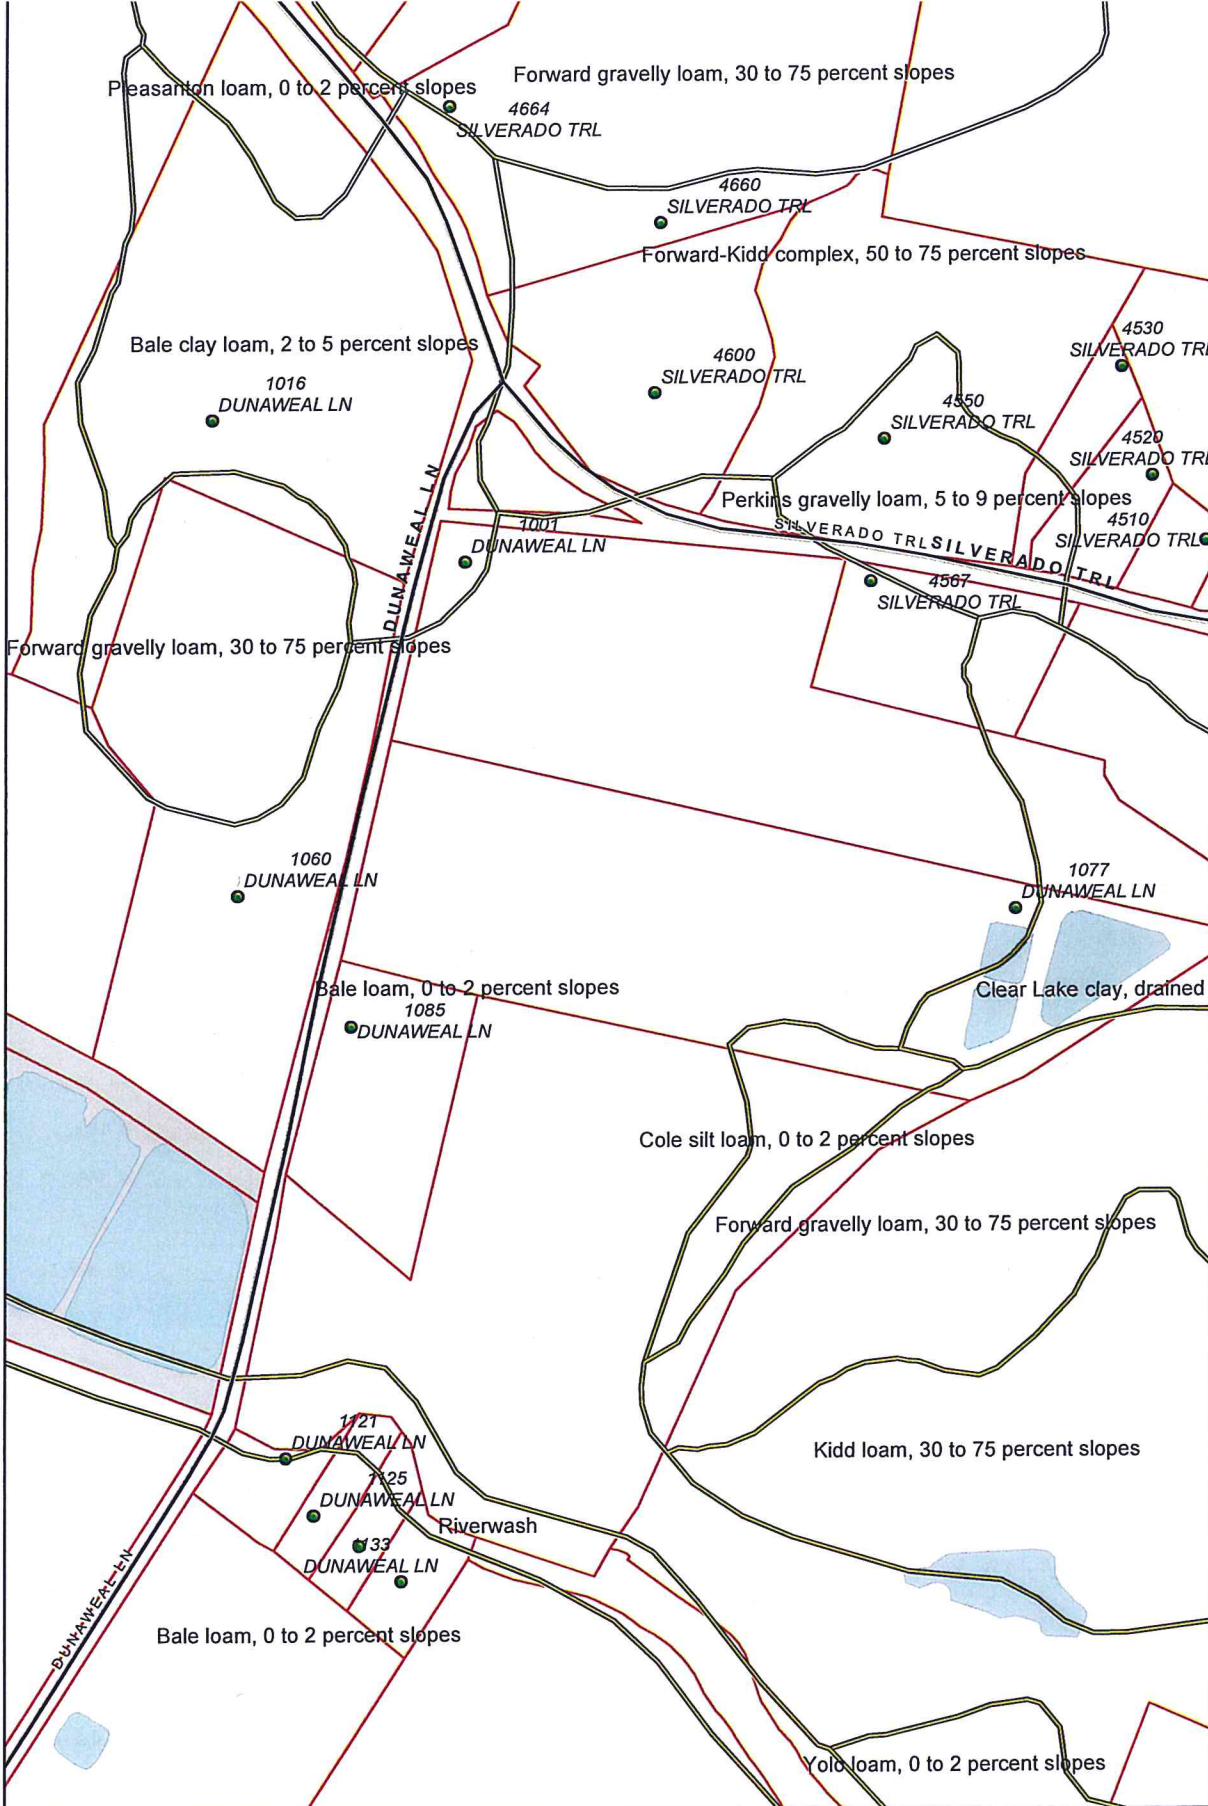 Forward gravelly loam, 30 to 75 percent slopes
Pleasanton loam, 0 to 2 percent slopes
4664
SILVERADO TRL
4660
SILVERADO TRL
Forward-Kidd complex, 50 to 75 percent slopes
Bale clay loam, 2 to 5 percent slopes
4530
SILVERADO TRL
4600
SILVERADO TRL
1016
DUNAWEAL LN
4550
SILVERADO TRL
4520
SILVERADO TRL
DUNAWEAL LN
Perkins gravelly loam, 5 to 9 percent slopes
4510
SILVERADO TRL
1001
DUNAWEAL LN
SILVERADO TRL
SILVERADO TRL
4567
SILVERADO TRL
Forward gravelly loam, 30 to 75 percent slopes
1060
DUNAWEAL LN
1077
DUNAWEAL LN
Bale loam, 0 to 2 percent slopes
Clear Lake clay, drained
1085
DUNAWEAL LN
Cole silt loam, 0 to 2 percent slopes
Forward gravelly loam, 30 to 75 percent slopes
1121
DUNAWEAL LN
Kidd loam, 30 to 75 percent slopes
1125
DUNAWEAL LN
Riverwash
1133
DUNAWEAL LN
DUNAWEAL LN
Bale loam, 0 to 2 percent slopes
Yolo loam, 0 to 2 percent slopes